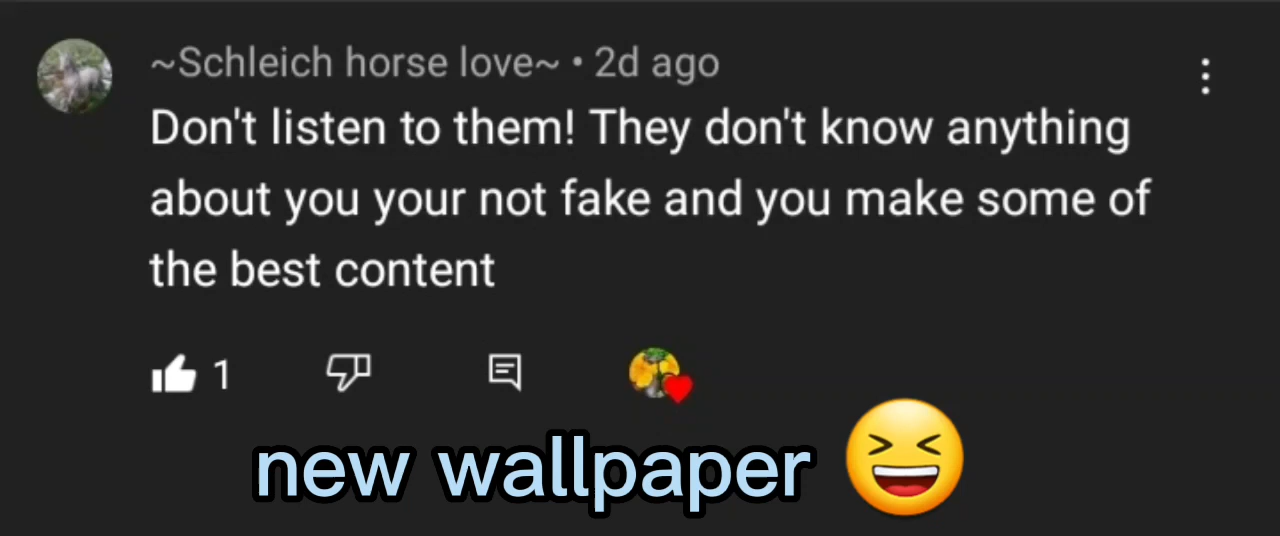 ~Schleich horse love~ • 2d ago
Don't listen to them! They don't know anything
about you your not fake and you make some of
the best content
1
new wallpaper 😆